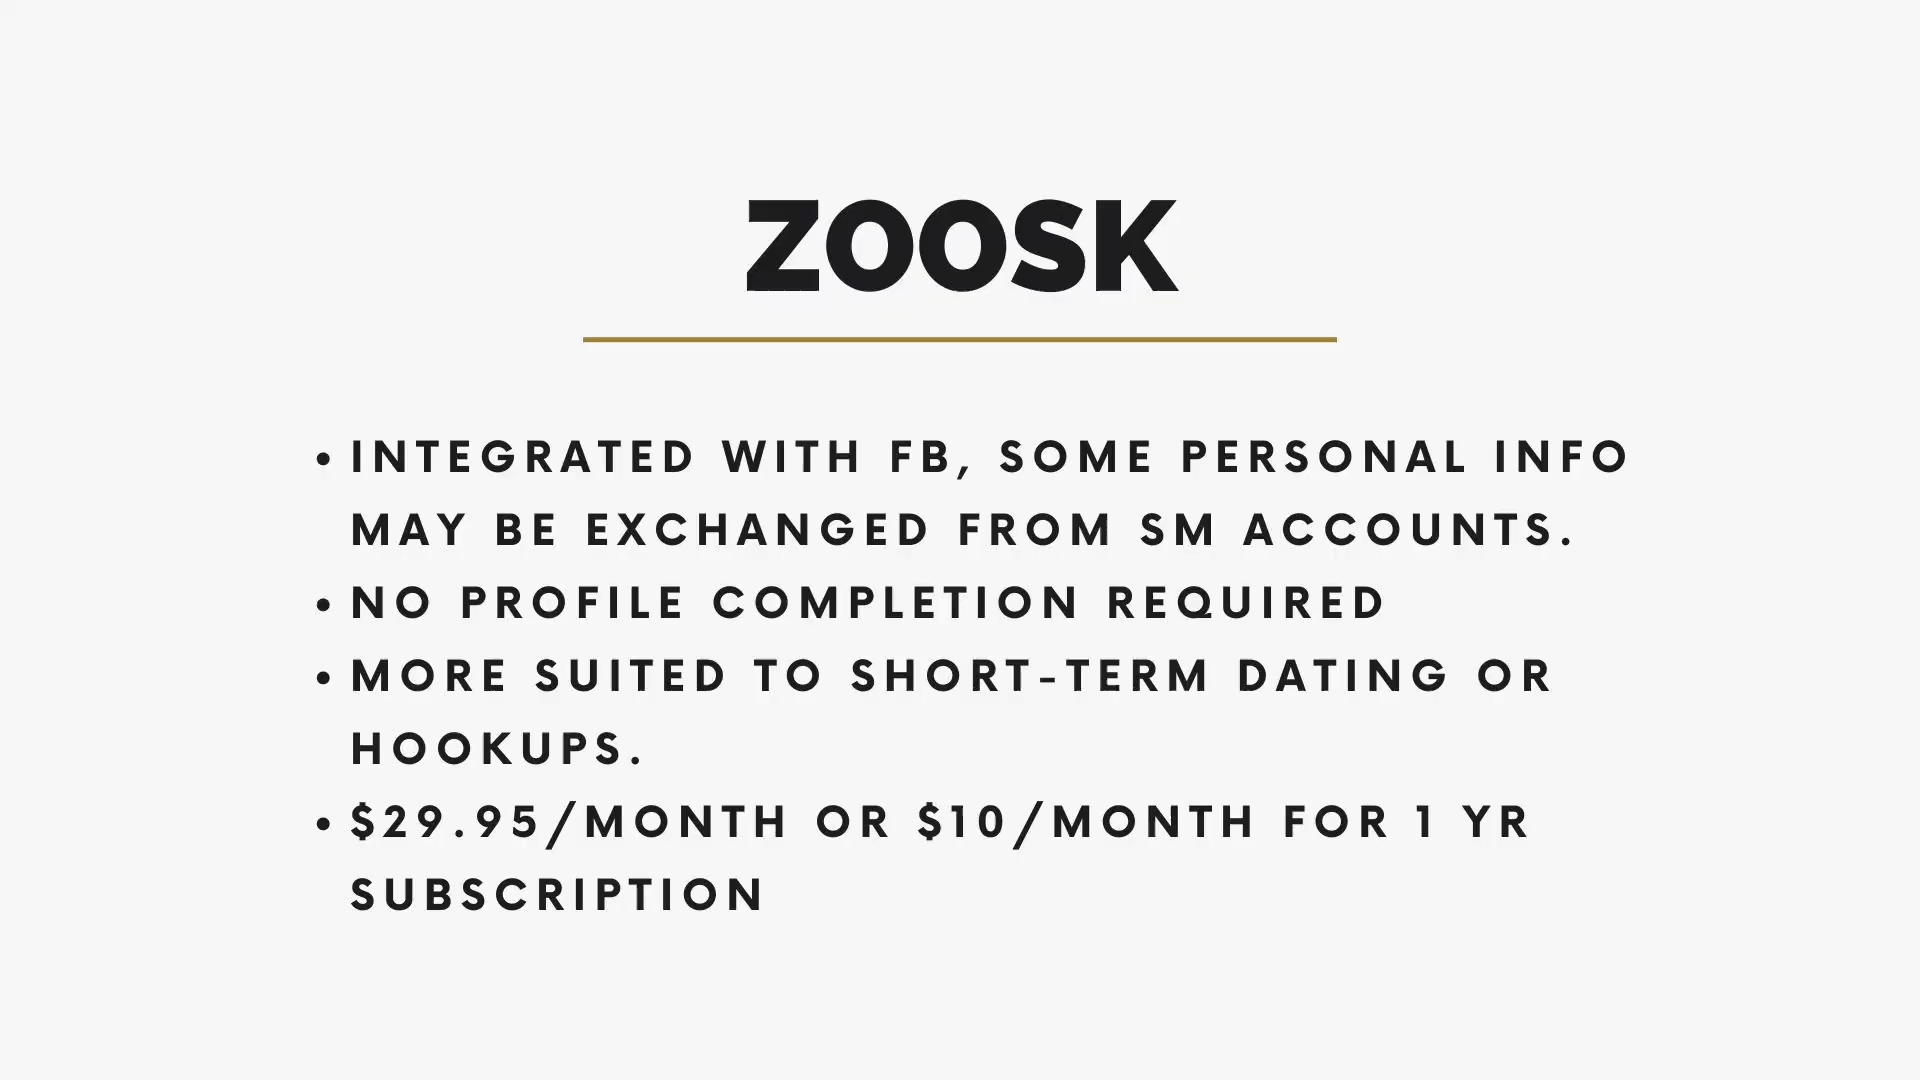 ZOOSK
• INTEGRATED WITH FB, SOME PERSONAL INFO
MAY BE EXCHANGED FROM SM ACCOUNTS.
• NO PROFILE COMPLETION REQUIRED
• MORE SUITED TO SHORT-TERM DATING OR
HOOKUPS.
• $29.95/MONTH OR $10/MONTH FOR 1 YR
SUBSCRIPTION